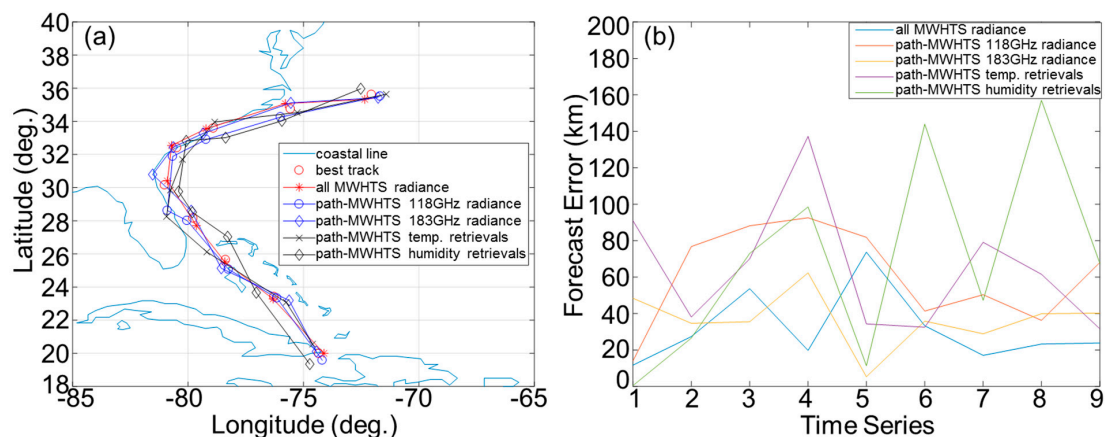 (a)
40
38
36
34
32
30
28
26
24
22
20
18
Latitude (deg.)
coastal line
best track
all MWHTS radiance
path-MWHTS 118GHz radiance
path-MWHTS 183GHz radiance
path-MWHTS temp. retrievals
path-MWHTS humidity retrievals
-85 -80 -75 -70 -65
Longitude (deg.)
(b)
200
180
160
140
120
100
80
60
40
20
0
Forecast Error (km)
all MWHTS radiance
path-MWHTS 118GHz radiance
path-MWHTS 183GHz radiance
path-MWHTS temp. retrievals
path-MWHTS humidity retrievals
1 2 3 4 5 6 7 8 9
Time Series